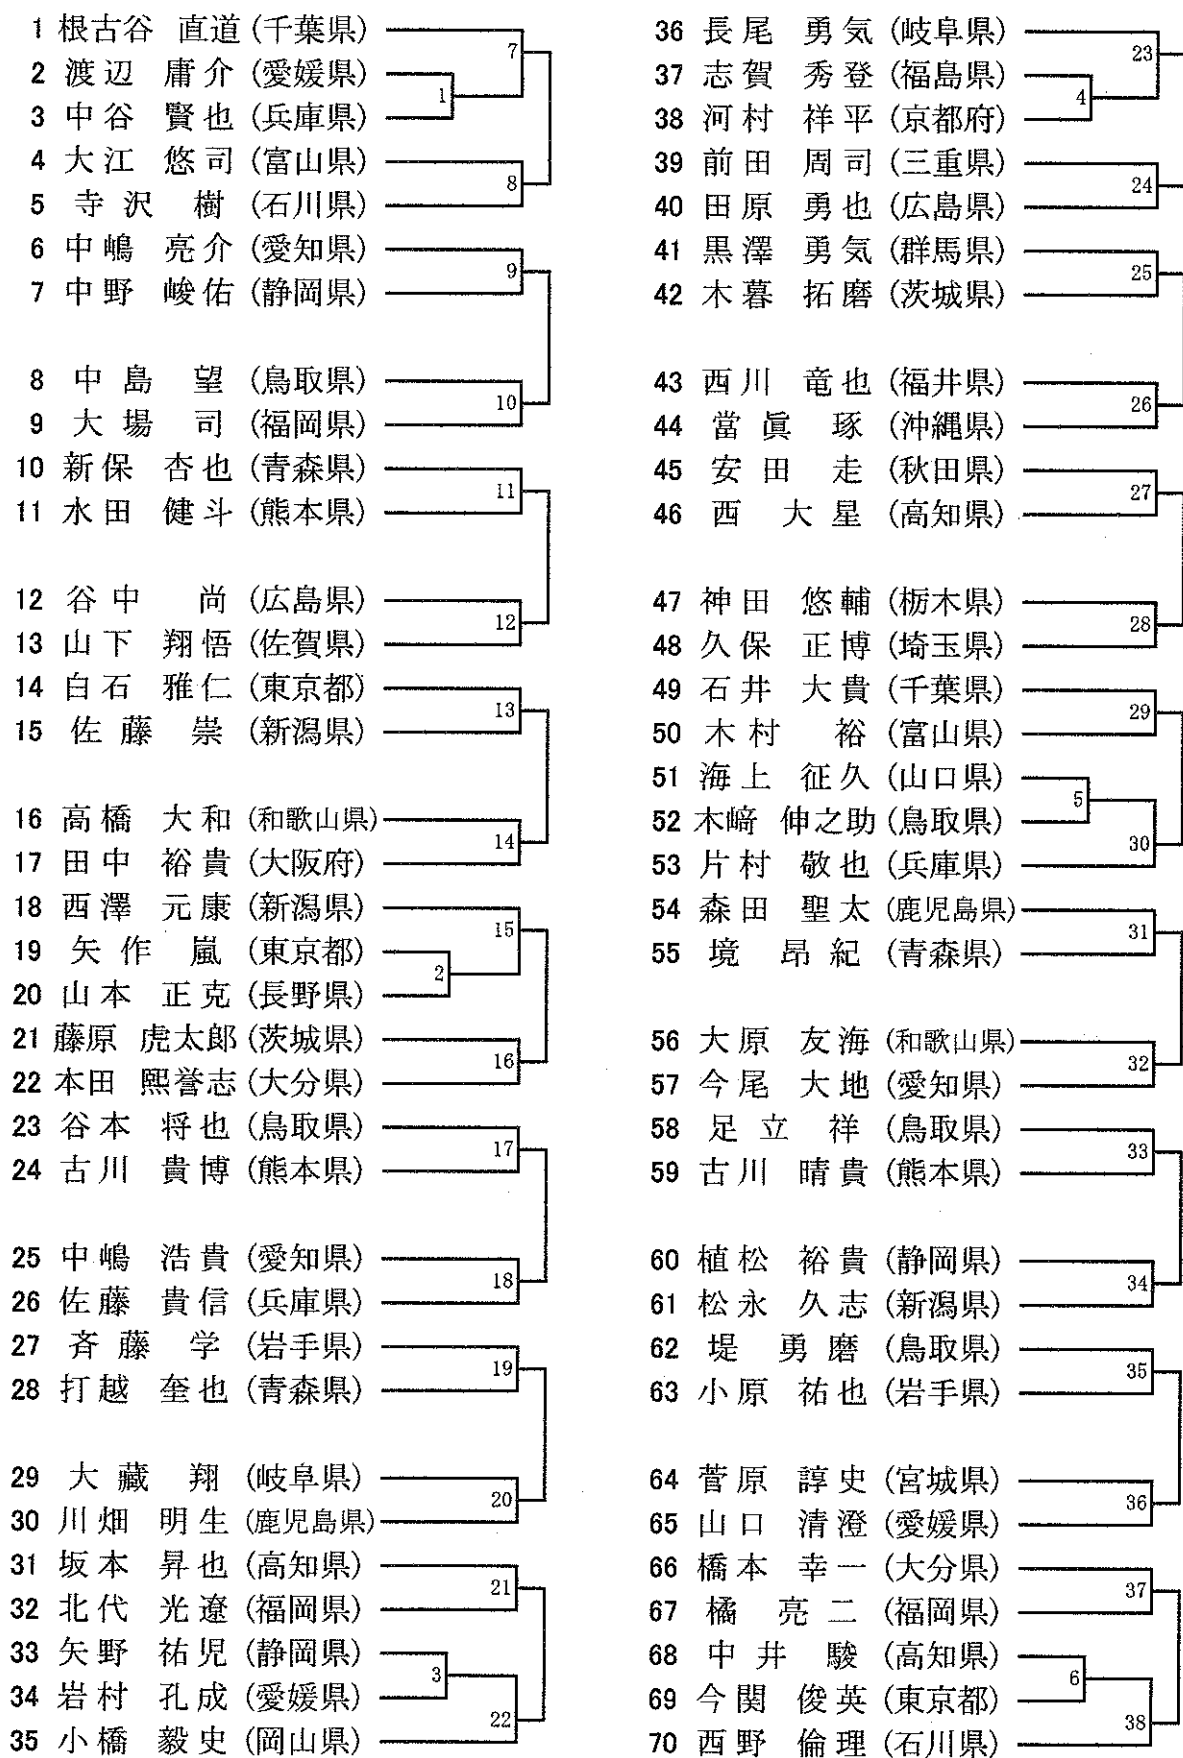 1 根古谷 直道 (千葉県)
7
2 渡辺 庸介 (愛媛県)
1
3 中谷 賢也 (兵庫県)
4 大江 悠司 (富山県)
8
5 寺沢 樹 (石川県)
6 中嶋 亮介 (愛知県)
9
7 中野 峻佑 (静岡県)
8 中島 望 (鳥取県)
10
9 大場 司 (福岡県)
10 新保 杏也 (青森県)
11
11 水田 健斗 (熊本県)
12 谷中 尚 (広島県)
12
13 山下 翔悟 (佐賀県)
14 白石 雅仁 (東京都)
13
15 佐藤 崇 (新潟県)
16 高橋 大和 (和歌山県)
14
17 田中 裕貴 (大阪府)
18 西澤 元康 (新潟県)
15
19 矢作 嵐 (東京都)
2
20 山本 正克 (長野県)
21 藤原 虎太郎 (茨城県)
16
22 本田 熙誉志 (大分県)
23 谷本 将也 (鳥取県)
17
24 古川 貴博 (熊本県)
25 中嶋 浩貴 (愛知県)
18
26 佐藤 貴信 (兵庫県)
27 斉藤 学 (岩手県)
19
28 打越 奎也 (青森県)
29 大藏 翔 (岐阜県)
20
30 川畑 明生 (鹿児島県)
31 坂本 昇也 (高知県)
21
32 北代 光遼 (福岡県)
33 矢野 祐児 (静岡県)
3
34 岩村 孔成 (愛媛県)
22
35 小橋 毅史 (岡山県)
36 長尾 勇気 (岐阜県)
23
37 志賀 秀登 (福島県)
4
38 河村 祥平 (京都府)
39 前田 周司 (三重県)
24
40 田原 勇也 (広島県)
41 黒澤 勇気 (群馬県)
25
42 木暮 拓磨 (茨城県)
43 西川 竜也 (福井県)
26
44 當眞 琢 (沖縄県)
45 安田 走 (秋田県)
27
46 西 大星 (高知県)
47 神田 悠輔 (栃木県)
28
48 久保 正博 (埼玉県)
49 石井 大貴 (千葉県)
29
50 木村 裕 (富山県)
51 海上 征久 (山口県)
5
52 木﨑 伸之助 (鳥取県)
30
53 片村 敬也 (兵庫県)
54 森田 聖太 (鹿児島県)
31
55 境 昂紀 (青森県)
56 大原 友海 (和歌山県)
32
57 今尾 大地 (愛知県)
58 足立 祥 (鳥取県)
33
59 古川 晴貴 (熊本県)
60 植松 裕貴 (静岡県)
34
61 松永 久志 (新潟県)
62 堤 勇磨 (鳥取県)
35
63 小原 祐也 (岩手県)
64 菅原 諄史 (宮城県)
36
65 山口 清澄 (愛媛県)
66 橋本 幸一 (大分県)
37
67 橘 亮二 (福岡県)
68 中井 駿 (高知県)
6
69 今関 俊英 (東京都)
38
70 西野 倫理 (石川県)